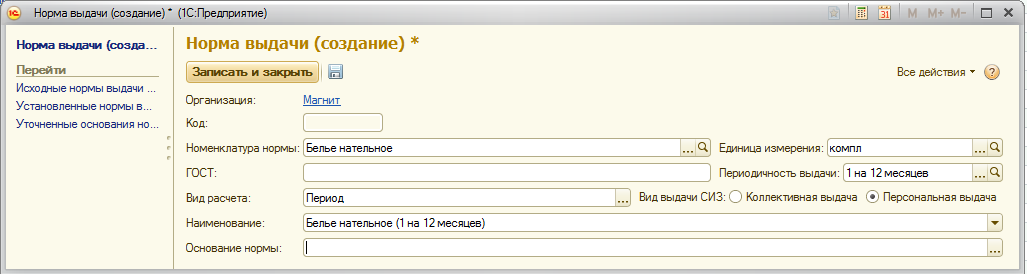 Норма выдачи (создание) * (1С:Предприятие)
M M+ M-
Норма выдачи (созда...
Перейти
Исходные нормы выдачи ...
Установленные нормы в...
Уточненные основания но...
Норма выдачи (создание) *
Записать и закрыть Все действия ?
Организация: Магнит
Код:
Номенклатура нормы: Белье нательное ... Единица измерения: компл ...
ГОСТ: Периодичность выдачи: 1 на 12 месяцев ...
Вид расчета: Период ... Вид выдачи СИЗ: Коллективная выдача Персональная выдача
Наименование: Белье нательное (1 на 12 месяцев)
Основание нормы: ...